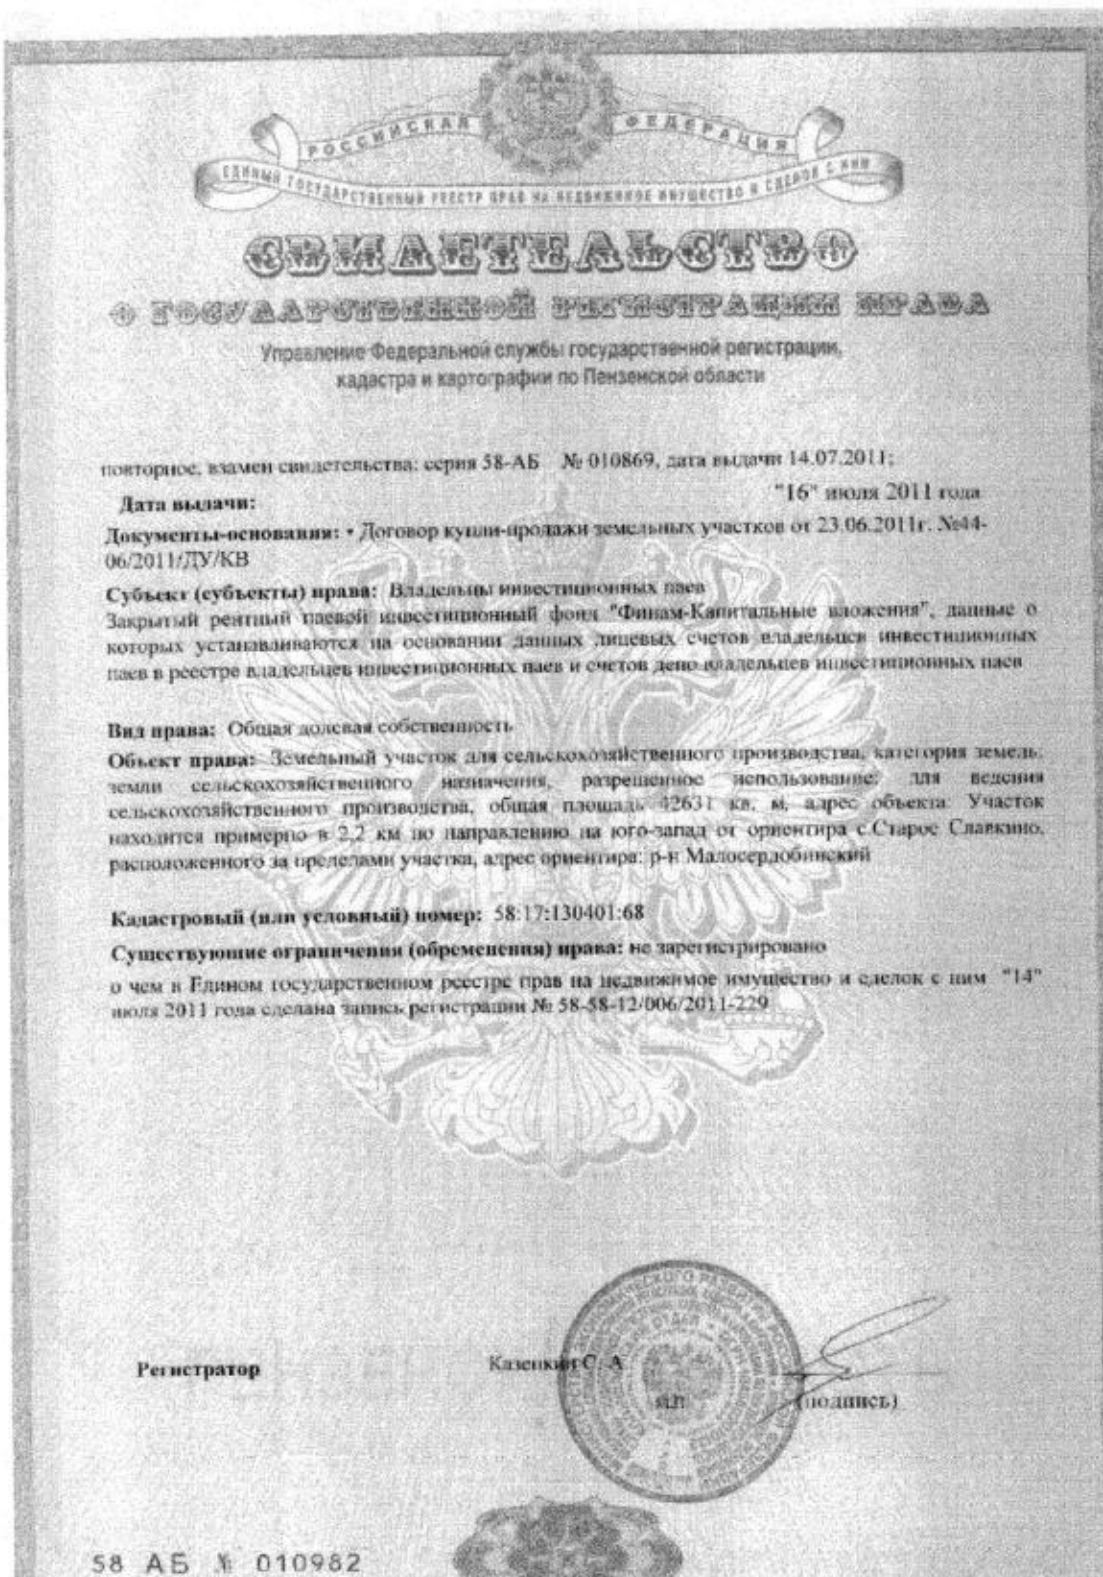 РОССИЙСКАЯ ФЕДЕРАЦИЯ
ЕДИНЫЙ ГОСУДАРСТВЕННЫЙ РЕЕСТР ПРАВ НА НЕДВИЖИМОЕ ИМУЩЕСТВО И СДЕЛОК С НИМ
СВИДЕТЕЛЬСТВО
О ГОСУДАРСТВЕННОЙ РЕГИСТРАЦИИ ПРАВА
Управление Федеральной службы государственной регистрации,
кадастра и картографии по Пензенской области
повторное, взамен свидетельства: серия 58-АБ № 010869, дата выдачи 14.07.2011;
Дата выдачи: "16" июля 2011 года
Документы-основания: • Договор купли-продажи земельных участков от 23.06.2011г. №44-
06/2011/ДУ/КВ
Субъект (субъекты) права: Владельцы инвестиционных паев
Закрытый рентный паевой инвестиционный фонд "Финам-Капитальные вложения", данные о
которых устанавливаются на основании данных лицевых счетов владельцев инвестиционных
паев в реестре владельцев инвестиционных паев и счетов депо владельцев инвестиционных паев
Вид права: Общая долевая собственность
Объект права: Земельный участок для сельскохозяйственного производства, категория земель:
земли сельскохозяйственного назначения, разрешенное использование: для ведения
сельскохозяйственного производства, общая площадь 42631 кв. м, адрес объекта: Участок
находится примерно в 2,2 км по направлению на юго-запад от ориентира с.Старое Славкино,
расположенного за пределами участка, адрес ориентира: р-н Малосердобинский
Кадастровый (или условный) номер: 58:17:130401:68
Существующие ограничения (обременения) права: не зарегистрировано
о чем в Едином государственном реестре прав на недвижимое имущество и сделок с ним "14"
июля 2011 года сделана запись регистрации № 58-58-12/006/2011-229
Регистратор Казенкин С. А.
м.п. (подпись)
58 АБ № 010982